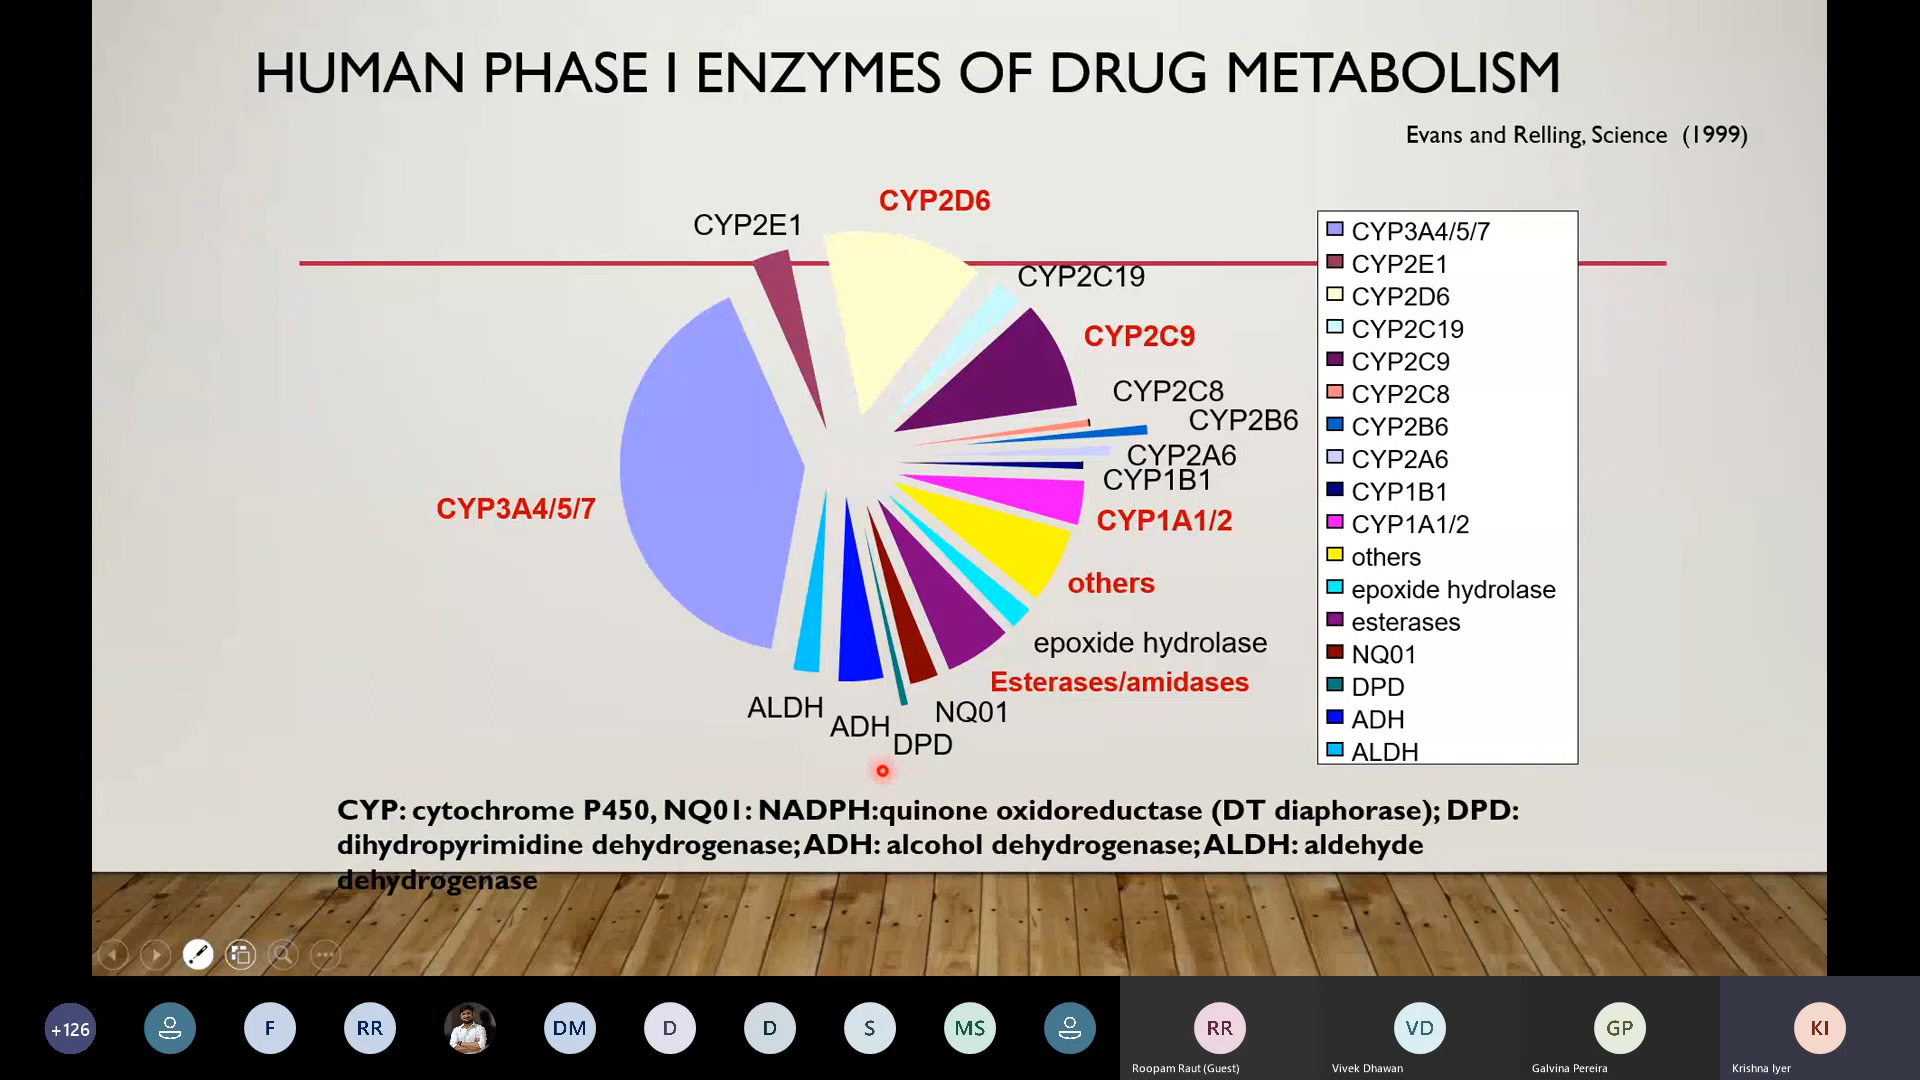 HUMAN PHASE I ENZYMES OF DRUG METABOLISM
Evans and Relling, Science (1999)
CYP2D6
CYP2E1
CYP2C19
CYP2C9
CYP2C8
CYP2B6
CYP2A6
CYP1B1
CYP3A4/5/7
CYP1A1/2
others
epoxide hydrolase
Esterases/amidases
ALDH
ADH
NQ01
DPD
CYP3A4/5/7
CYP2E1
CYP2D6
CYP2C19
CYP2C9
CYP2C8
CYP2B6
CYP2A6
CYP1B1
CYP1A1/2
others
epoxide hydrolase
esterases
NQ01
DPD
ADH
ALDH
CYP: cytochrome P450, NQ01: NADPH:quinone oxidoreductase (DT diaphorase); DPD:
dihydropyrimidine dehydrogenase; ADH: alcohol dehydrogenase; ALDH: aldehyde
dehydrogenase
+126
F
RR
DM
D
D
S
MS
RR
VD
GP
KI
Roopam Raut (Guest)
Vivek Dhawan
Galvina Pereira
Krishna Iyer